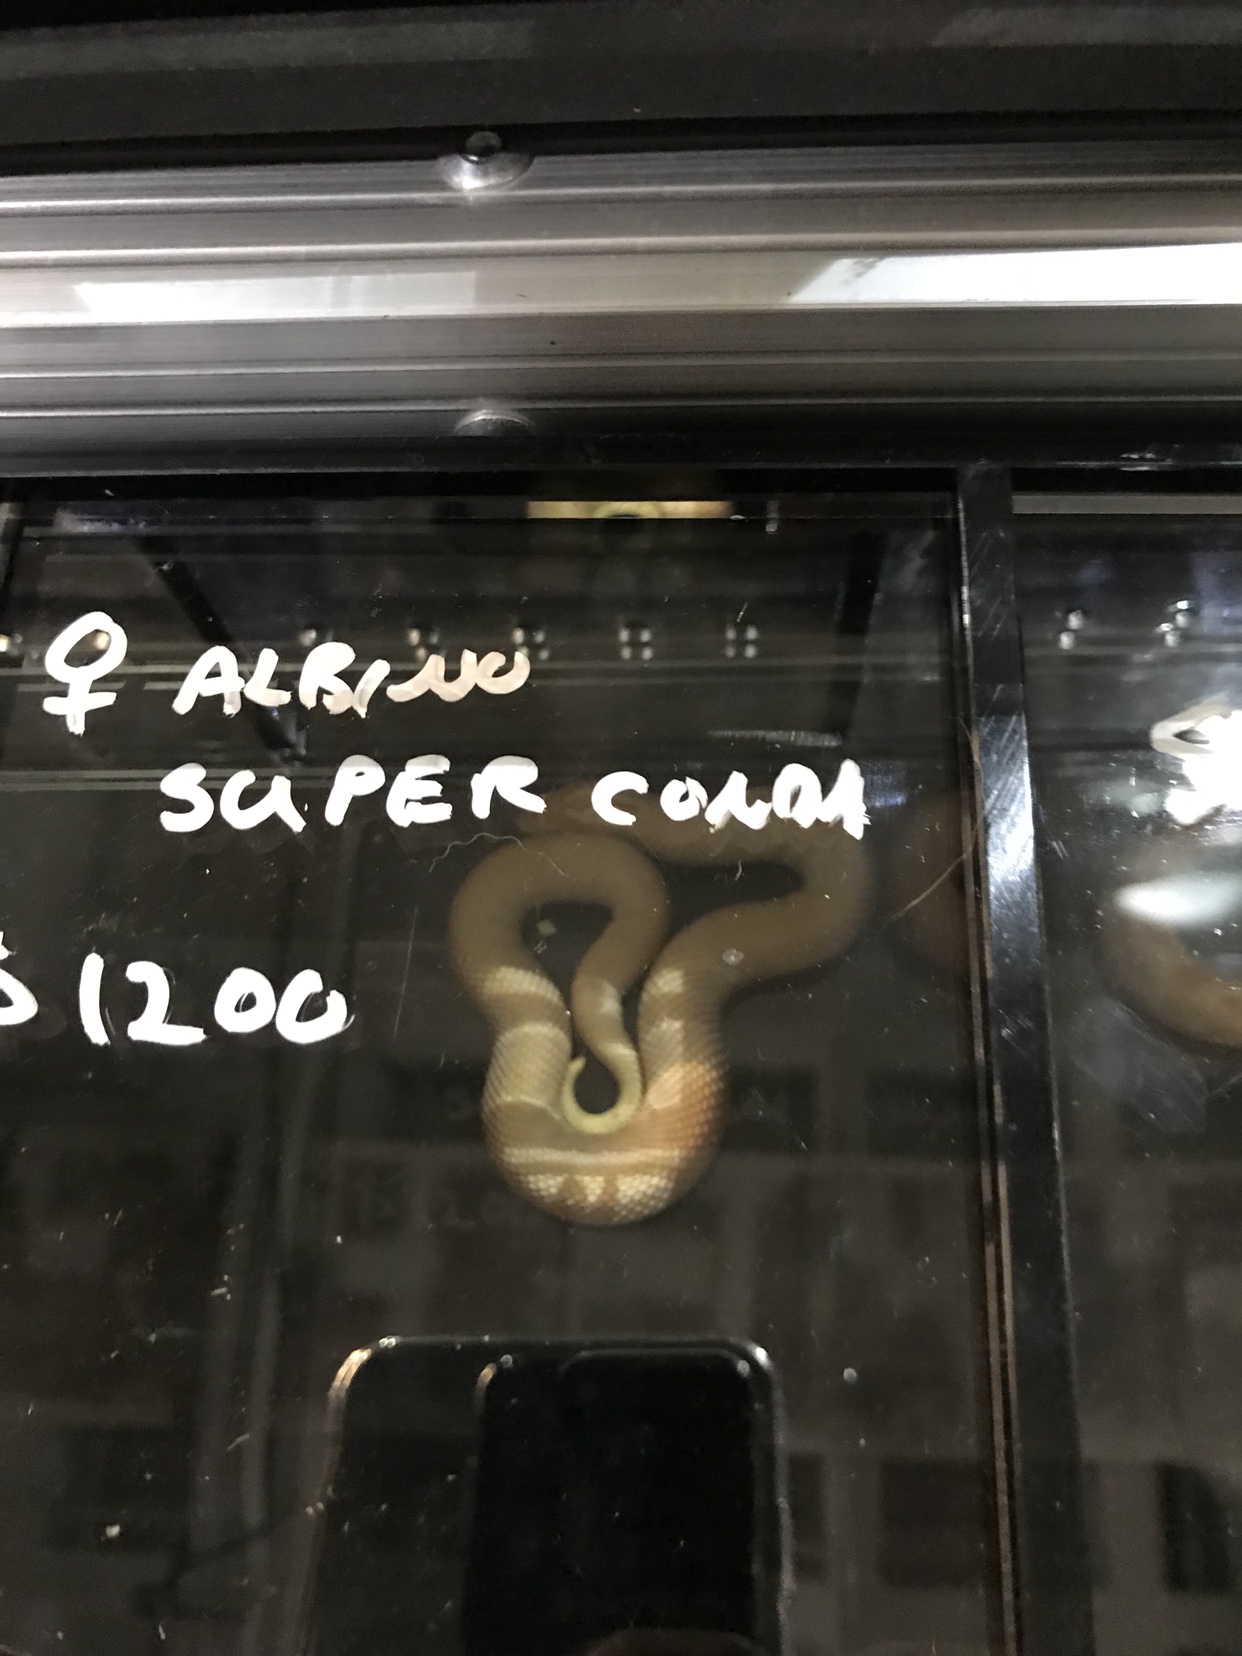 ♀ ALBINO
SUPER CONDA
$1200